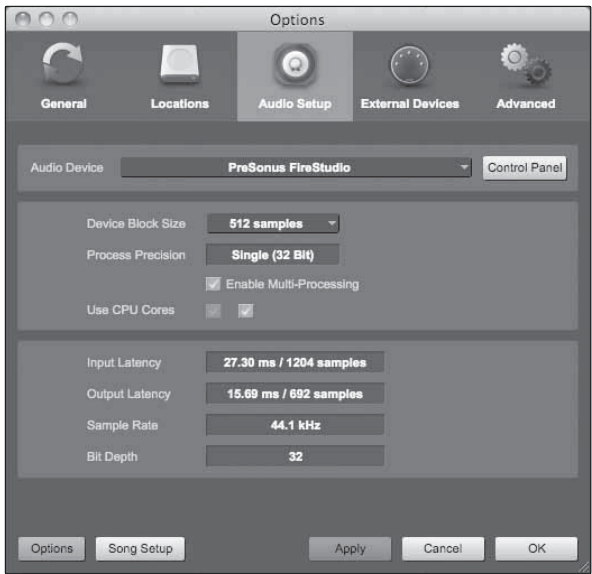 Options
General Locations Audio Setup External Devices Advanced
Audio Device PreSonus FireStudio Control Panel
Device Block Size 512 samples
Process Precision Single (32 Bit)
Enable Multi-Processing
Use CPU Cores
Input Latency 27.30 ms / 1204 samples
Output Latency 15.69 ms / 692 samples
Sample Rate 44.1 kHz
Bit Depth 32
Options Song Setup Apply Cancel OK